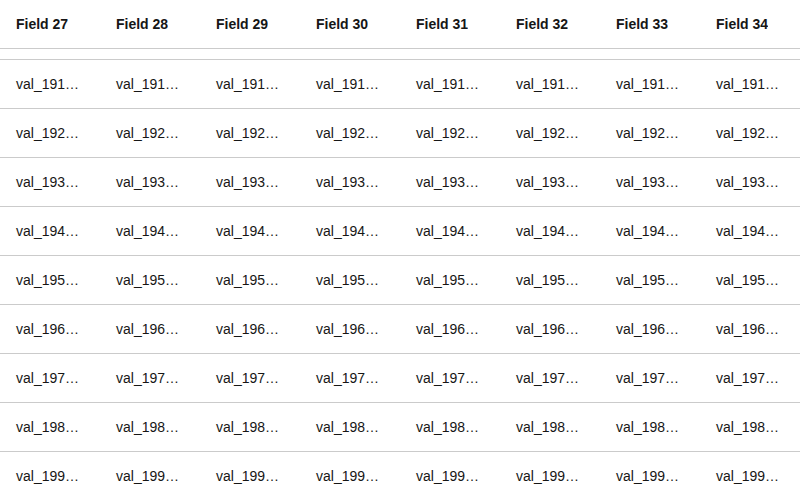 Field 27 Field 28 Field 29 Field 30 Field 31 Field 32 Field 33 Field 34
val_191… val_191… val_191… val_191… val_191… val_191… val_191… val_191…
val_192… val_192… val_192… val_192… val_192… val_192… val_192… val_192…
val_193… val_193… val_193… val_193… val_193… val_193… val_193… val_193…
val_194… val_194… val_194… val_194… val_194… val_194… val_194… val_194…
val_195… val_195… val_195… val_195… val_195… val_195… val_195… val_195…
val_196… val_196… val_196… val_196… val_196… val_196… val_196… val_196…
val_197… val_197… val_197… val_197… val_197… val_197… val_197… val_197…
val_198… val_198… val_198… val_198… val_198… val_198… val_198… val_198…
val_199… val_199… val_199… val_199… val_199… val_199… val_199… val_199…